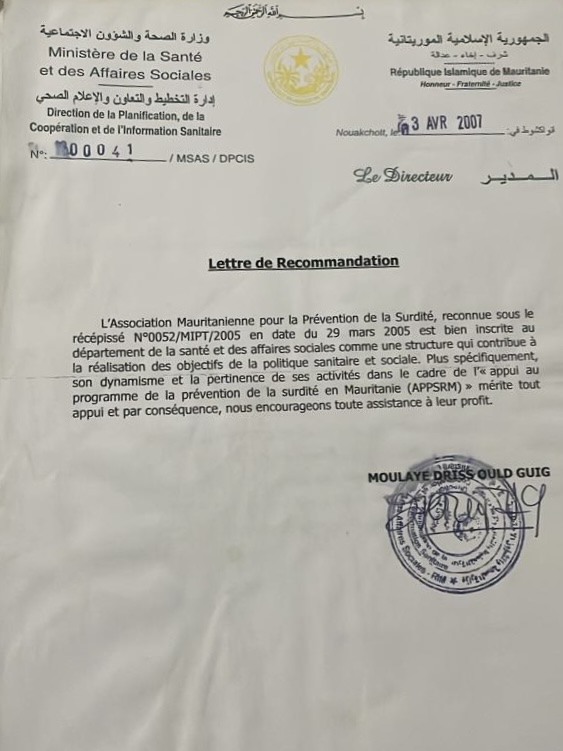 بسم الله الرحمن الرحيم
وزارة الصحة والشؤون الاجتماعية
Ministère de la Santé
et des Affaires Sociales
إدارة التخطيط والتعاون والإعلام الصحي
Direction de la Planification, de la
Coopération et de l'Information Sanitaire
N°: 00041 / MSAS / DPCIS
الجمهورية الإسلامية الموريتانية
شرف - إخاء - عدالة
République Islamique de Mauritanie
Honneur - Fraternité - Justice
Nouakchott, le 3 AVR 2007 نواكشوط في:
Le Directeur المدير
Lettre de Recommandation
L'Association Mauritanienne pour la Prévention de la Surdité, reconnue sous le
récépissé N°0052/MIPT/2005 en date du 29 mars 2005 est bien inscrite au
département de la santé et des affaires sociales comme une structure qui contribue à
la réalisation des objectifs de la politique sanitaire et sociale. Plus spécifiquement,
son dynamisme et la pertinence de ses activités dans le cadre de l'« appui au
programme de la prévention de la surdité en Mauritanie (APPSRM) » mérite tout
appui et par conséquence, nous encourageons toute assistance à leur profit.
MOULAYE DRISS OULD GUIG
Affaires Sociales - RIM